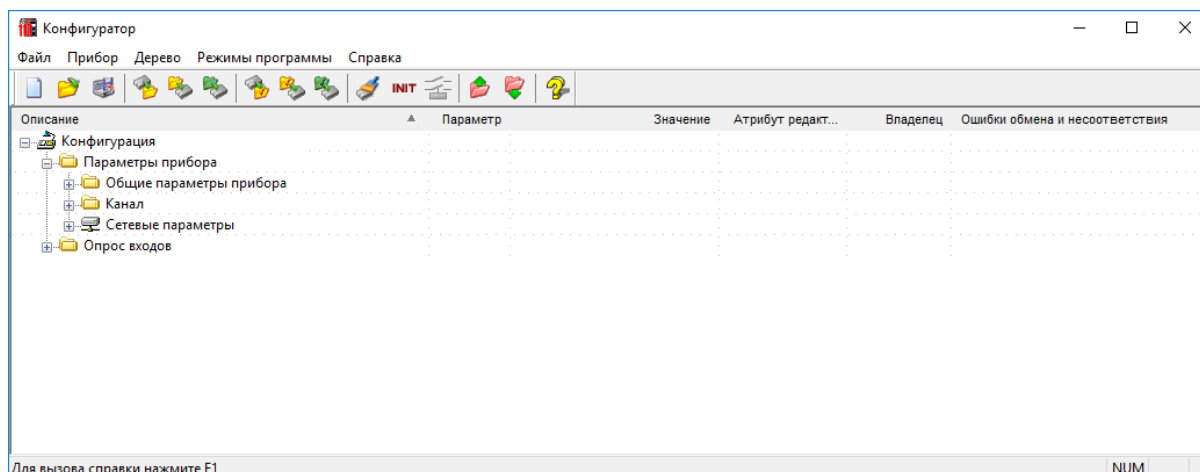 Конфигуратор
Файл Прибор Дерево Режимы программы Справка
INIT
Описание Параметр Значение Атрибут редакт... Владелец Ошибки обмена и несоответствия
Конфигурация
Параметры прибора
Общие параметры прибора
Канал
Сетевые параметры
Опрос входов
Для вызова справки нажмите F1 NUM